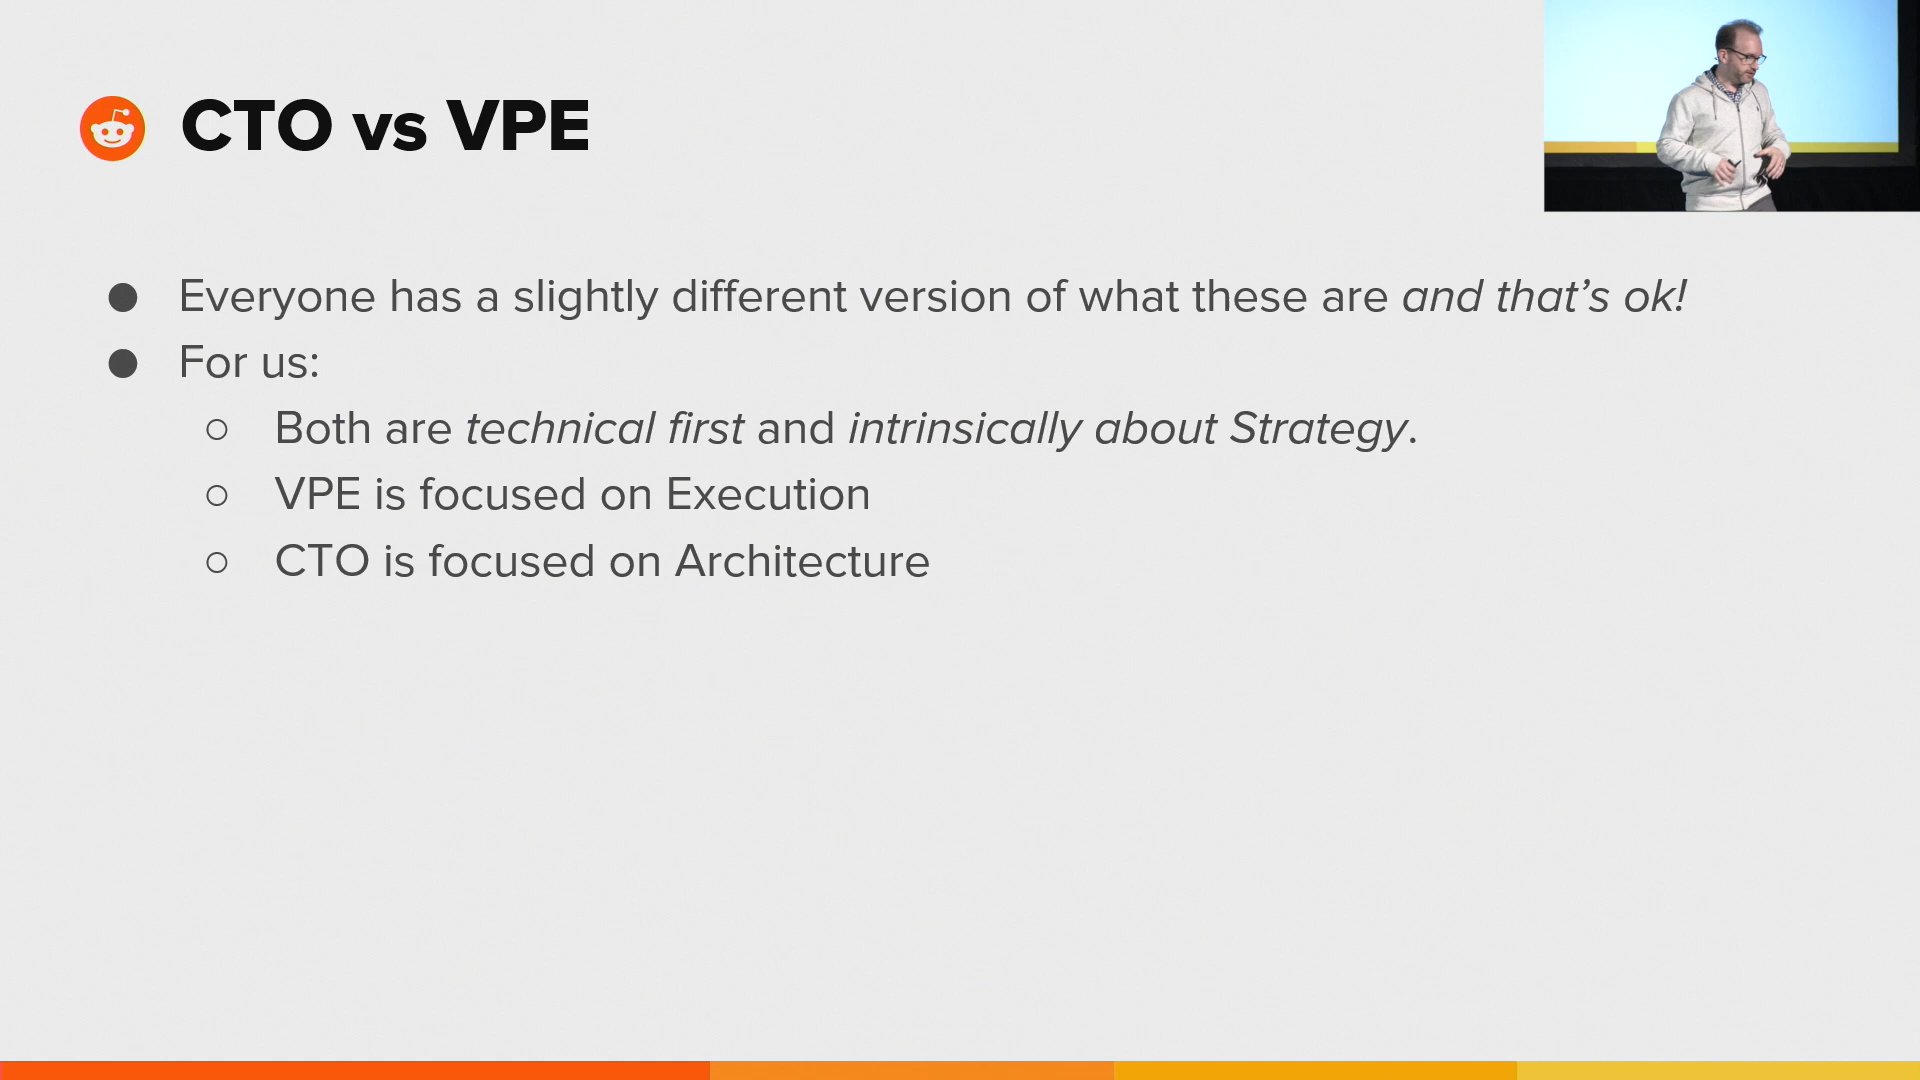 CTO vs VPE
● Everyone has a slightly different version of what these are and that’s ok!
● For us:
○ Both are technical first and intrinsically about Strategy.
○ VPE is focused on Execution
○ CTO is focused on Architecture